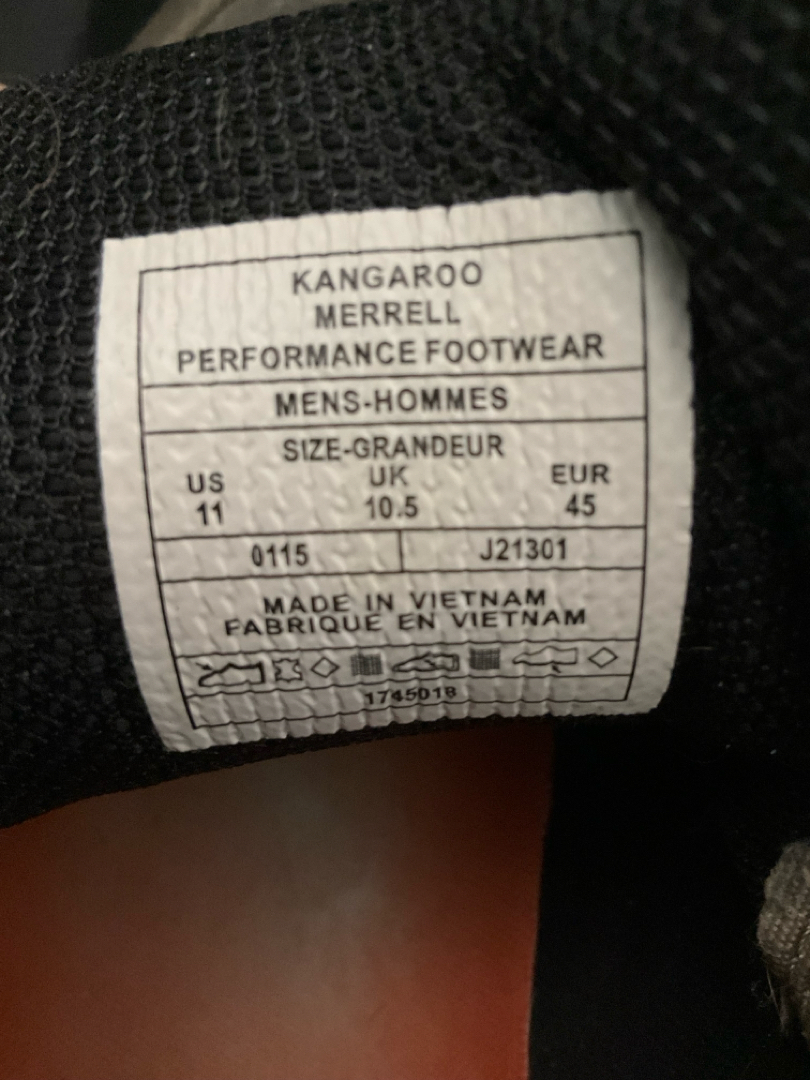 KANGAROO
MERRELL
PERFORMANCE FOOTWEAR
MENS-HOMMES
SIZE-GRANDEUR
US UK EUR
11 10.5 45
0115 J21301
MADE IN VIETNAM
FABRIQUE EN VIETNAM
1745018